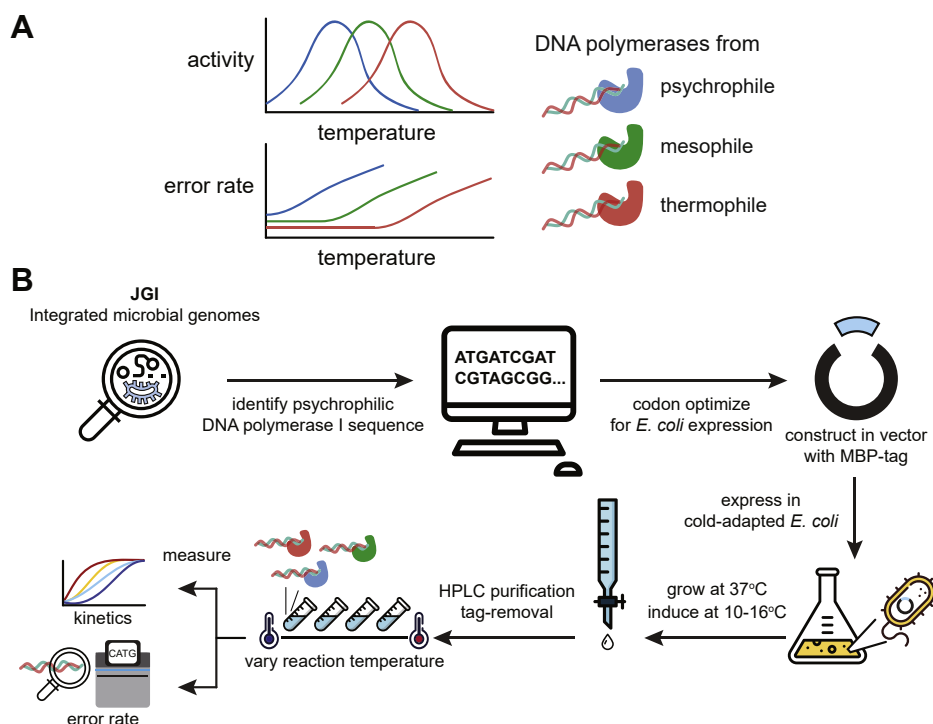 A
activity
temperature
error rate
temperature
DNA polymerases from
psychrophile
mesophile
thermophile
B
JGI
Integrated microbial genomes
identify psychrophilic
DNA polymerase I sequence
ATGATCGAT
CGTAGCGG...
codon optimize
for E. coli expression
construct in vector
with MBP-tag
express in
cold-adapted E. coli
grow at 37°C
induce at 10-16°C
HPLC purification
tag-removal
vary reaction temperature
measure
kinetics
CATG
error rate